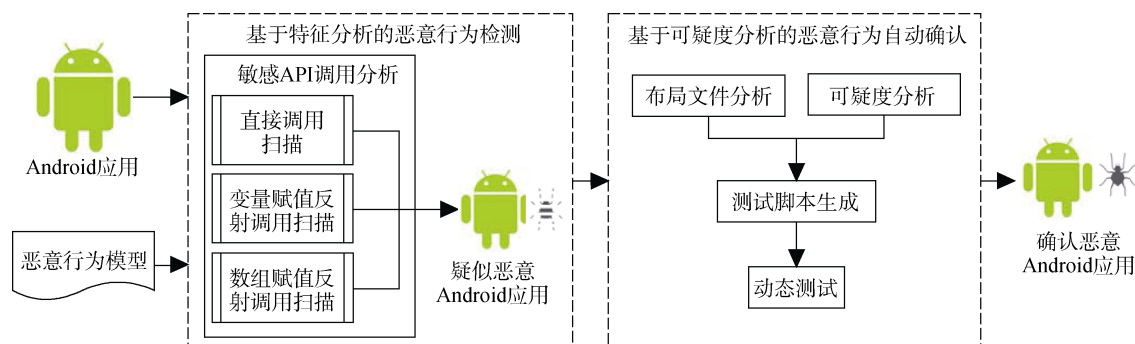 Android应用
恶意行为模型
基于特征分析的恶意行为检测
敏感API调用分析
直接调用
扫描
变量赋值反
射调用扫描
数组赋值反
射调用扫描
疑似恶意
Android应用
基于可疑度分析的恶意行为自动确认
布局文件分析
可疑度分析
测试脚本生成
动态测试
确认恶意
Android应用